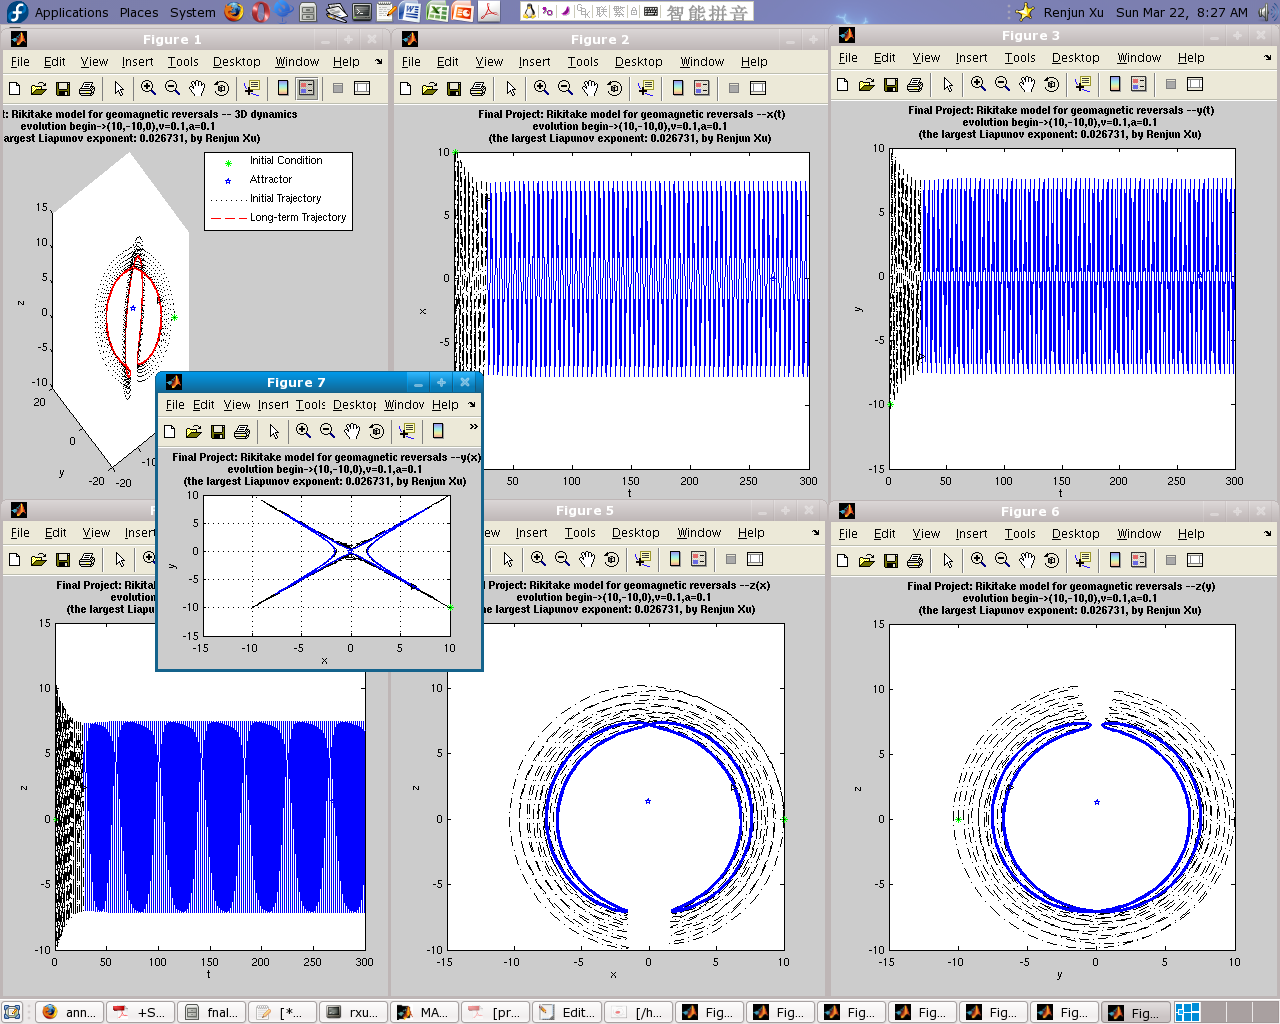 Applications Places System
智能拼音
Renjun Xu Sun Mar 22, 8:27 AM
Figure 1
File Edit View Insert Tools Desktop Window Help
t: Rikitake model for geomagnetic reversals -- 3D dynamics
evolution begin->(10,-10,0),v=0.1,a=0.1
argest Liapunov exponent: 0.026731, by Renjun Xu)
Initial Condition
Attractor
Initial Trajectory
Long-term Trajectory
15
10
5
0
-5
-10
z
20
0
-20
y
-20
-10
Figure 2
File Edit View Insert Tools Desktop Window Help
Final Project: Rikitake model for geomagnetic reversals --x(t)
evolution begin->(10,-10,0),v=0.1,a=0.1
(the largest Liapunov exponent: 0.026731, by Renjun Xu)
10
5
0
-5
x
50 100 150 200 250 300
t
Figure 3
File Edit View Insert Tools Desktop Window Help
Final Project: Rikitake model for geomagnetic reversals --y(t)
evolution begin->(10,-10,0),v=0.1,a=0.1
(the largest Liapunov exponent: 0.026731, by Renjun Xu)
10
5
0
-5
-10
-15
y
0 50 100 150 200 250 300
t
Figure 7
File Edit View Insert Tools Desktop Window Help
Final Project: Rikitake model for geomagnetic reversals --y(x)
evolution begin->(10,-10,0),v=0.1,a=0.1
(the largest Liapunov exponent: 0.026731, by Renjun Xu)
10
5
0
-5
-10
-15
y
-15 -10 -5 0 5 10
x
F
File Edit View Insert
Final Project: Rikitake model for geomagnetic
evolution begin->(10
(the largest Liapunov
15
10
5
0
-5
-10
z
0 50 100 150 200 250 300
t
Figure 5
Insert Tools Desktop Window Help
l Project: Rikitake model for geomagnetic reversals --z(x)
evolution begin->(10,-10,0),v=0.1,a=0.1
he largest Liapunov exponent: 0.026731, by Renjun Xu)
5
0
-5
-10
z
-15 -10 -5 0 5 10
x
Figure 6
File Edit View Insert Tools Desktop Window Help
Final Project: Rikitake model for geomagnetic reversals --z(y)
evolution begin->(10,-10,0),v=0.1,a=0.1
(the largest Liapunov exponent: 0.026731, by Renjun Xu)
15
10
5
0
-5
-10
z
-15 -10 -5 0 5 10
y
ann... +S... fnal... [*... rxu... MA... [pr... Edit... [/h... Fig... Fig... Fig... Fig... Fig... Fig... Fig...